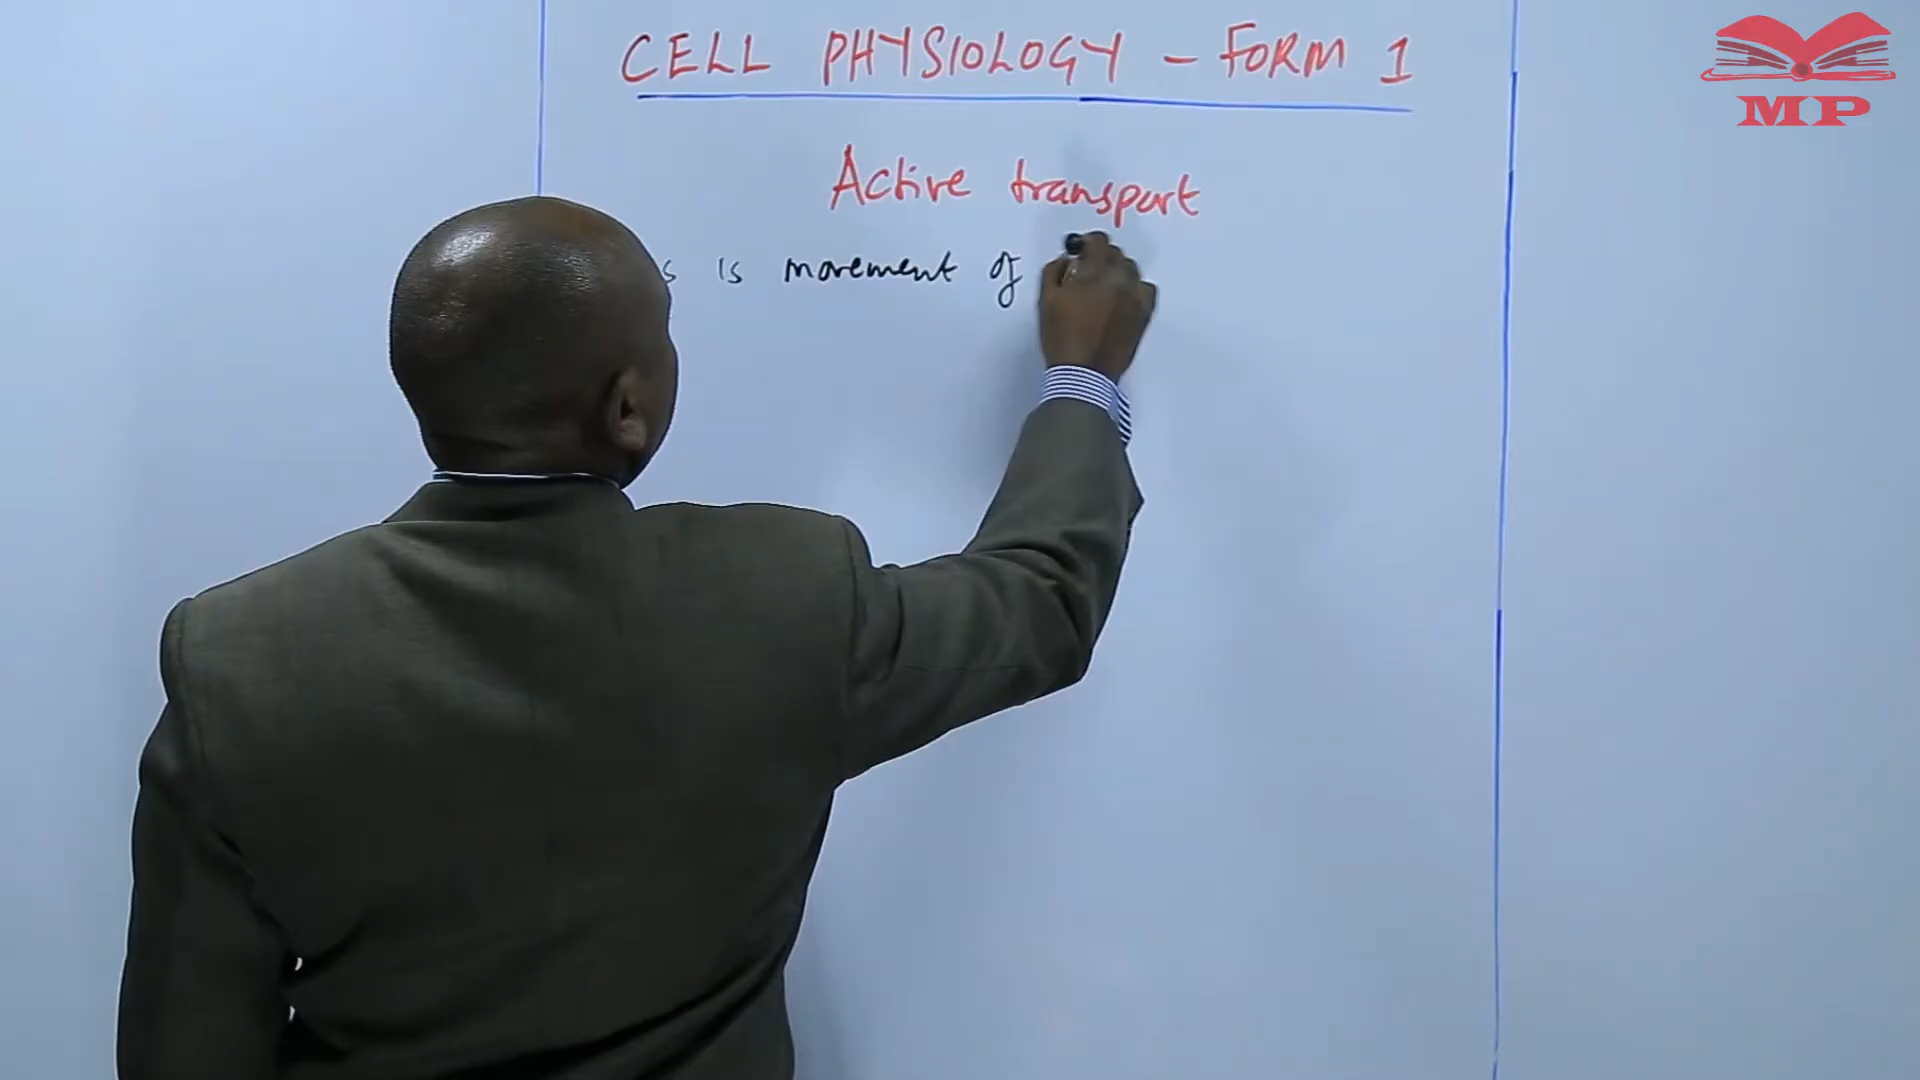 CELL PHYSIOLOGY - FORM 1
MP
Active transport
s is movement of